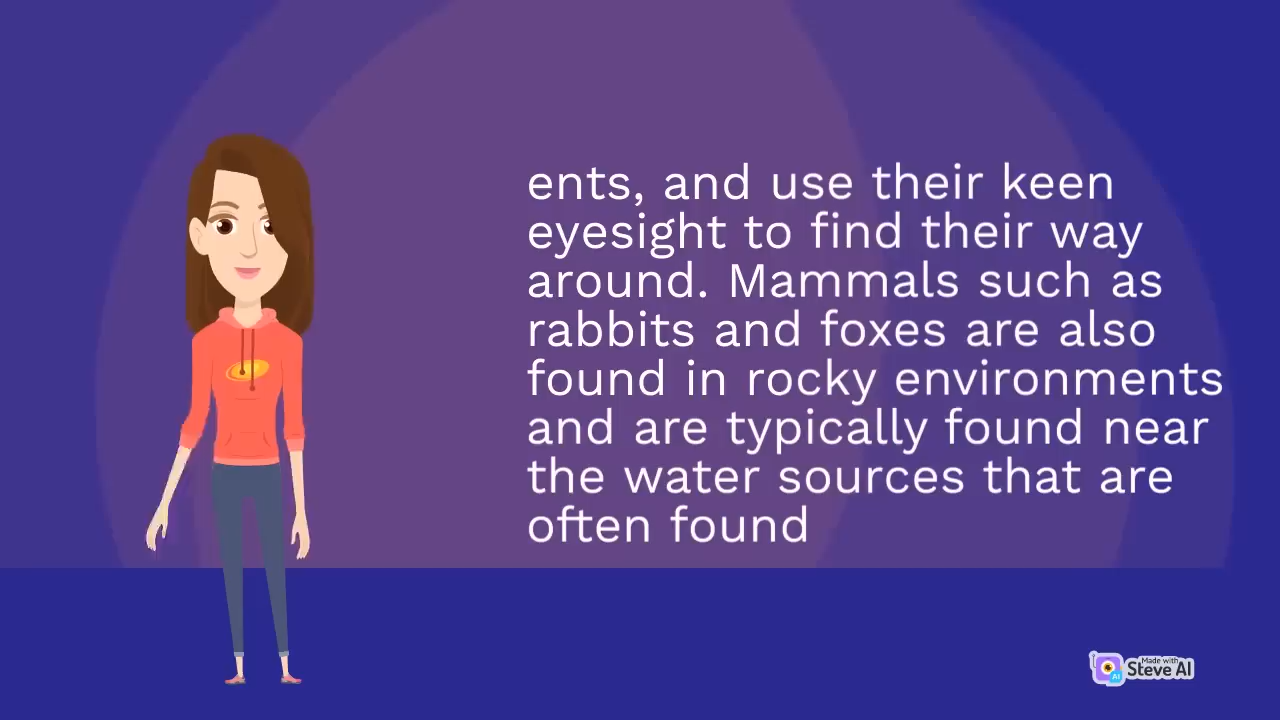 ents, and use their keen
eyesight to find their way
around. Mammals such as
rabbits and foxes are also
found in rocky environments
and are typically found near
the water sources that are
often found
Made with
Steve AI
AI